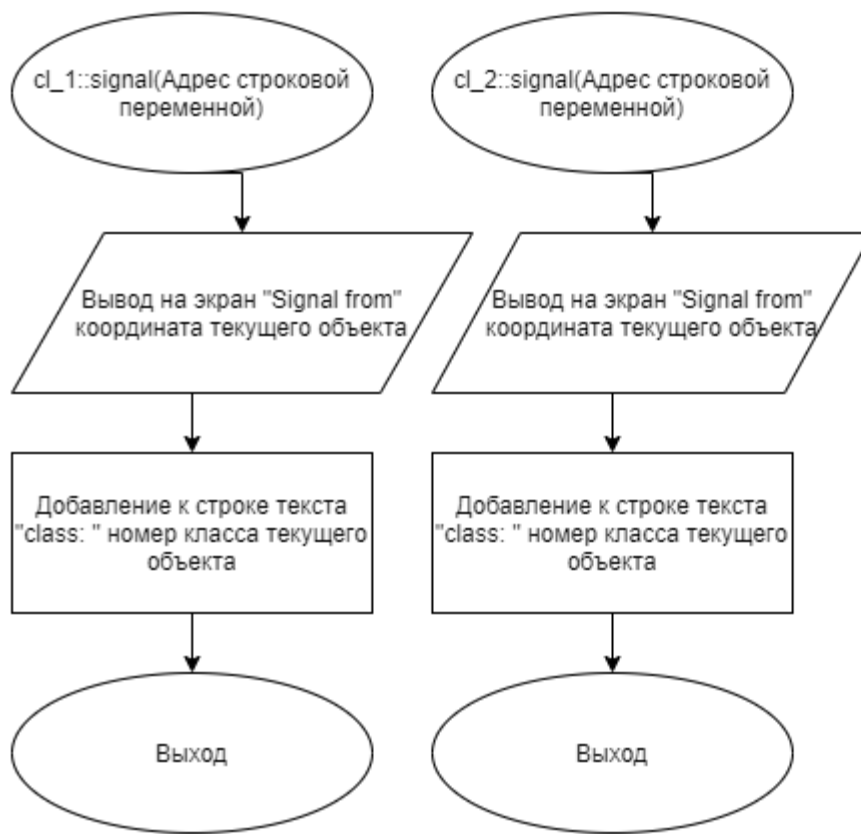 cl_1::signal(Адрес строковой
переменной)
Вывод на экран "Signal from"
координата текущего объекта
Добавление к строке текста
"class: " номер класса текущего
объекта
Выход
cl_2::signal(Адрес строковой
переменной)
Вывод на экран "Signal from"
координата текущего объекта
Добавление к строке текста
"class: " номер класса текущего
объекта
Выход